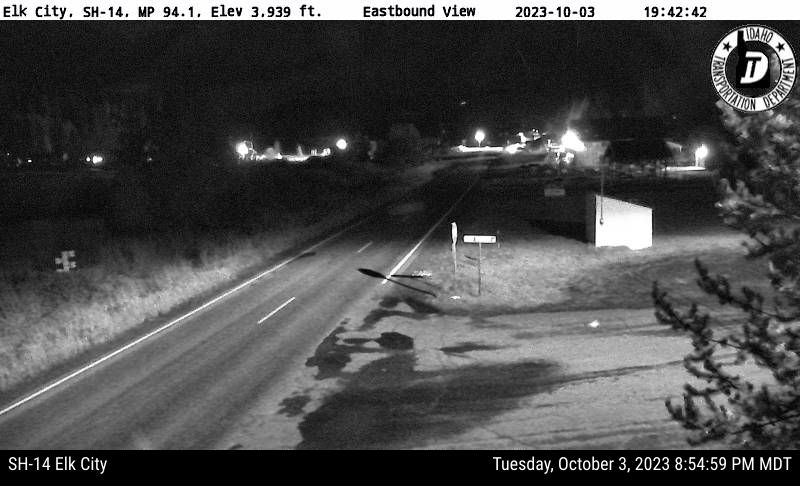 Elk City, SH-14, MP 94.1, Elev 3,939 ft. Eastbound View 2023-10-03 19:42:42
IDAHO
TRANSPORTATION DEPARTMENT
SH-14 Elk City
Tuesday, October 3, 2023 8:54:59 PM MDT